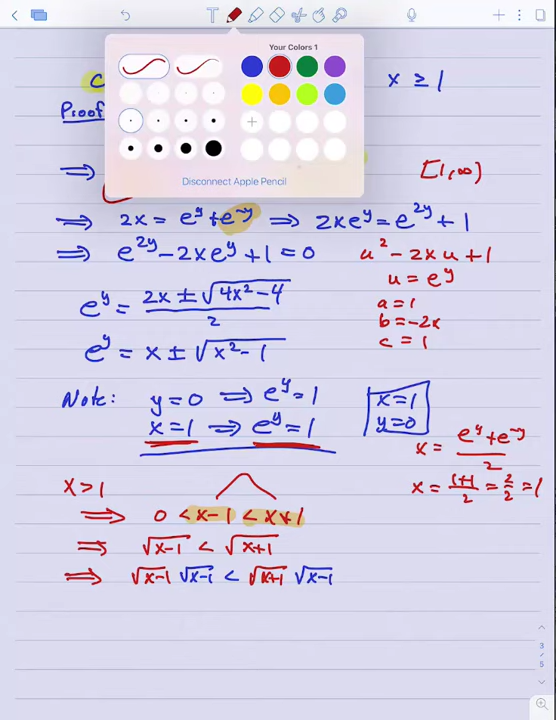 Your Colors 1
C
x ≥ 1
Proof
Disconnect Apple Pencil
⟹
[1,∞)
⟹ 2x = e^y + e^-y ⟹ 2xe^y = e^2y + 1
⟹ e^2y - 2xe^y + 1 = 0
u^2 - 2xu + 1
u = e^y
e^y = (2x ± √(4x^2 - 4))/2
a = 1
b = -2x
c = 1
e^y = x ± √(x^2 - 1)
Note: y = 0 ⟹ e^y = 1
x = 1 ⟹ e^y = 1
x = 1
y = 0
x = (e^y + e^-y)/2
x = (1+1)/2 = 2/2 = 1
x > 1
⟹ 0 < x-1 < x+1
⟹ √(x-1) < √(x+1)
⟹ √(x-1) √(x-1) < √(x+1) √(x-1)
3
/
5